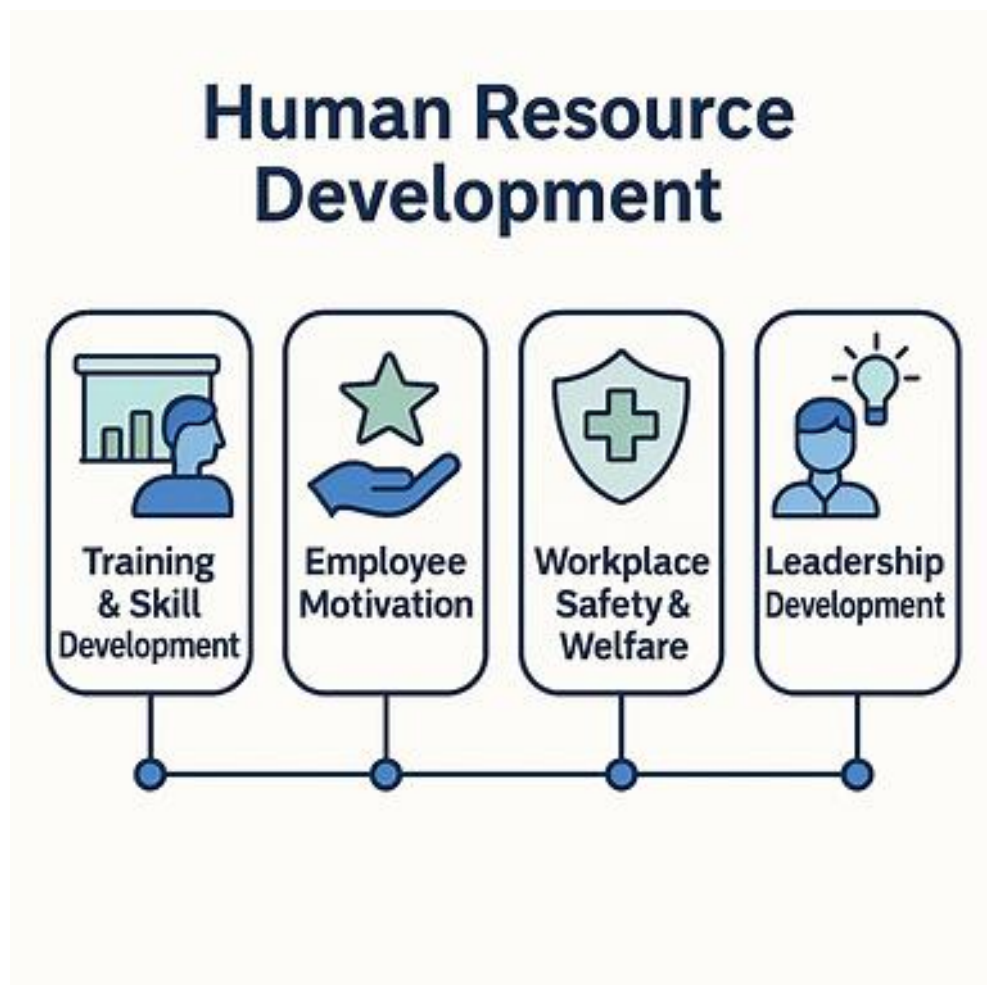 Human Resource
Development
Training
& Skill
Development
Employee
Motivation
Workplace
Safety &
Welfare
Leadership
Development